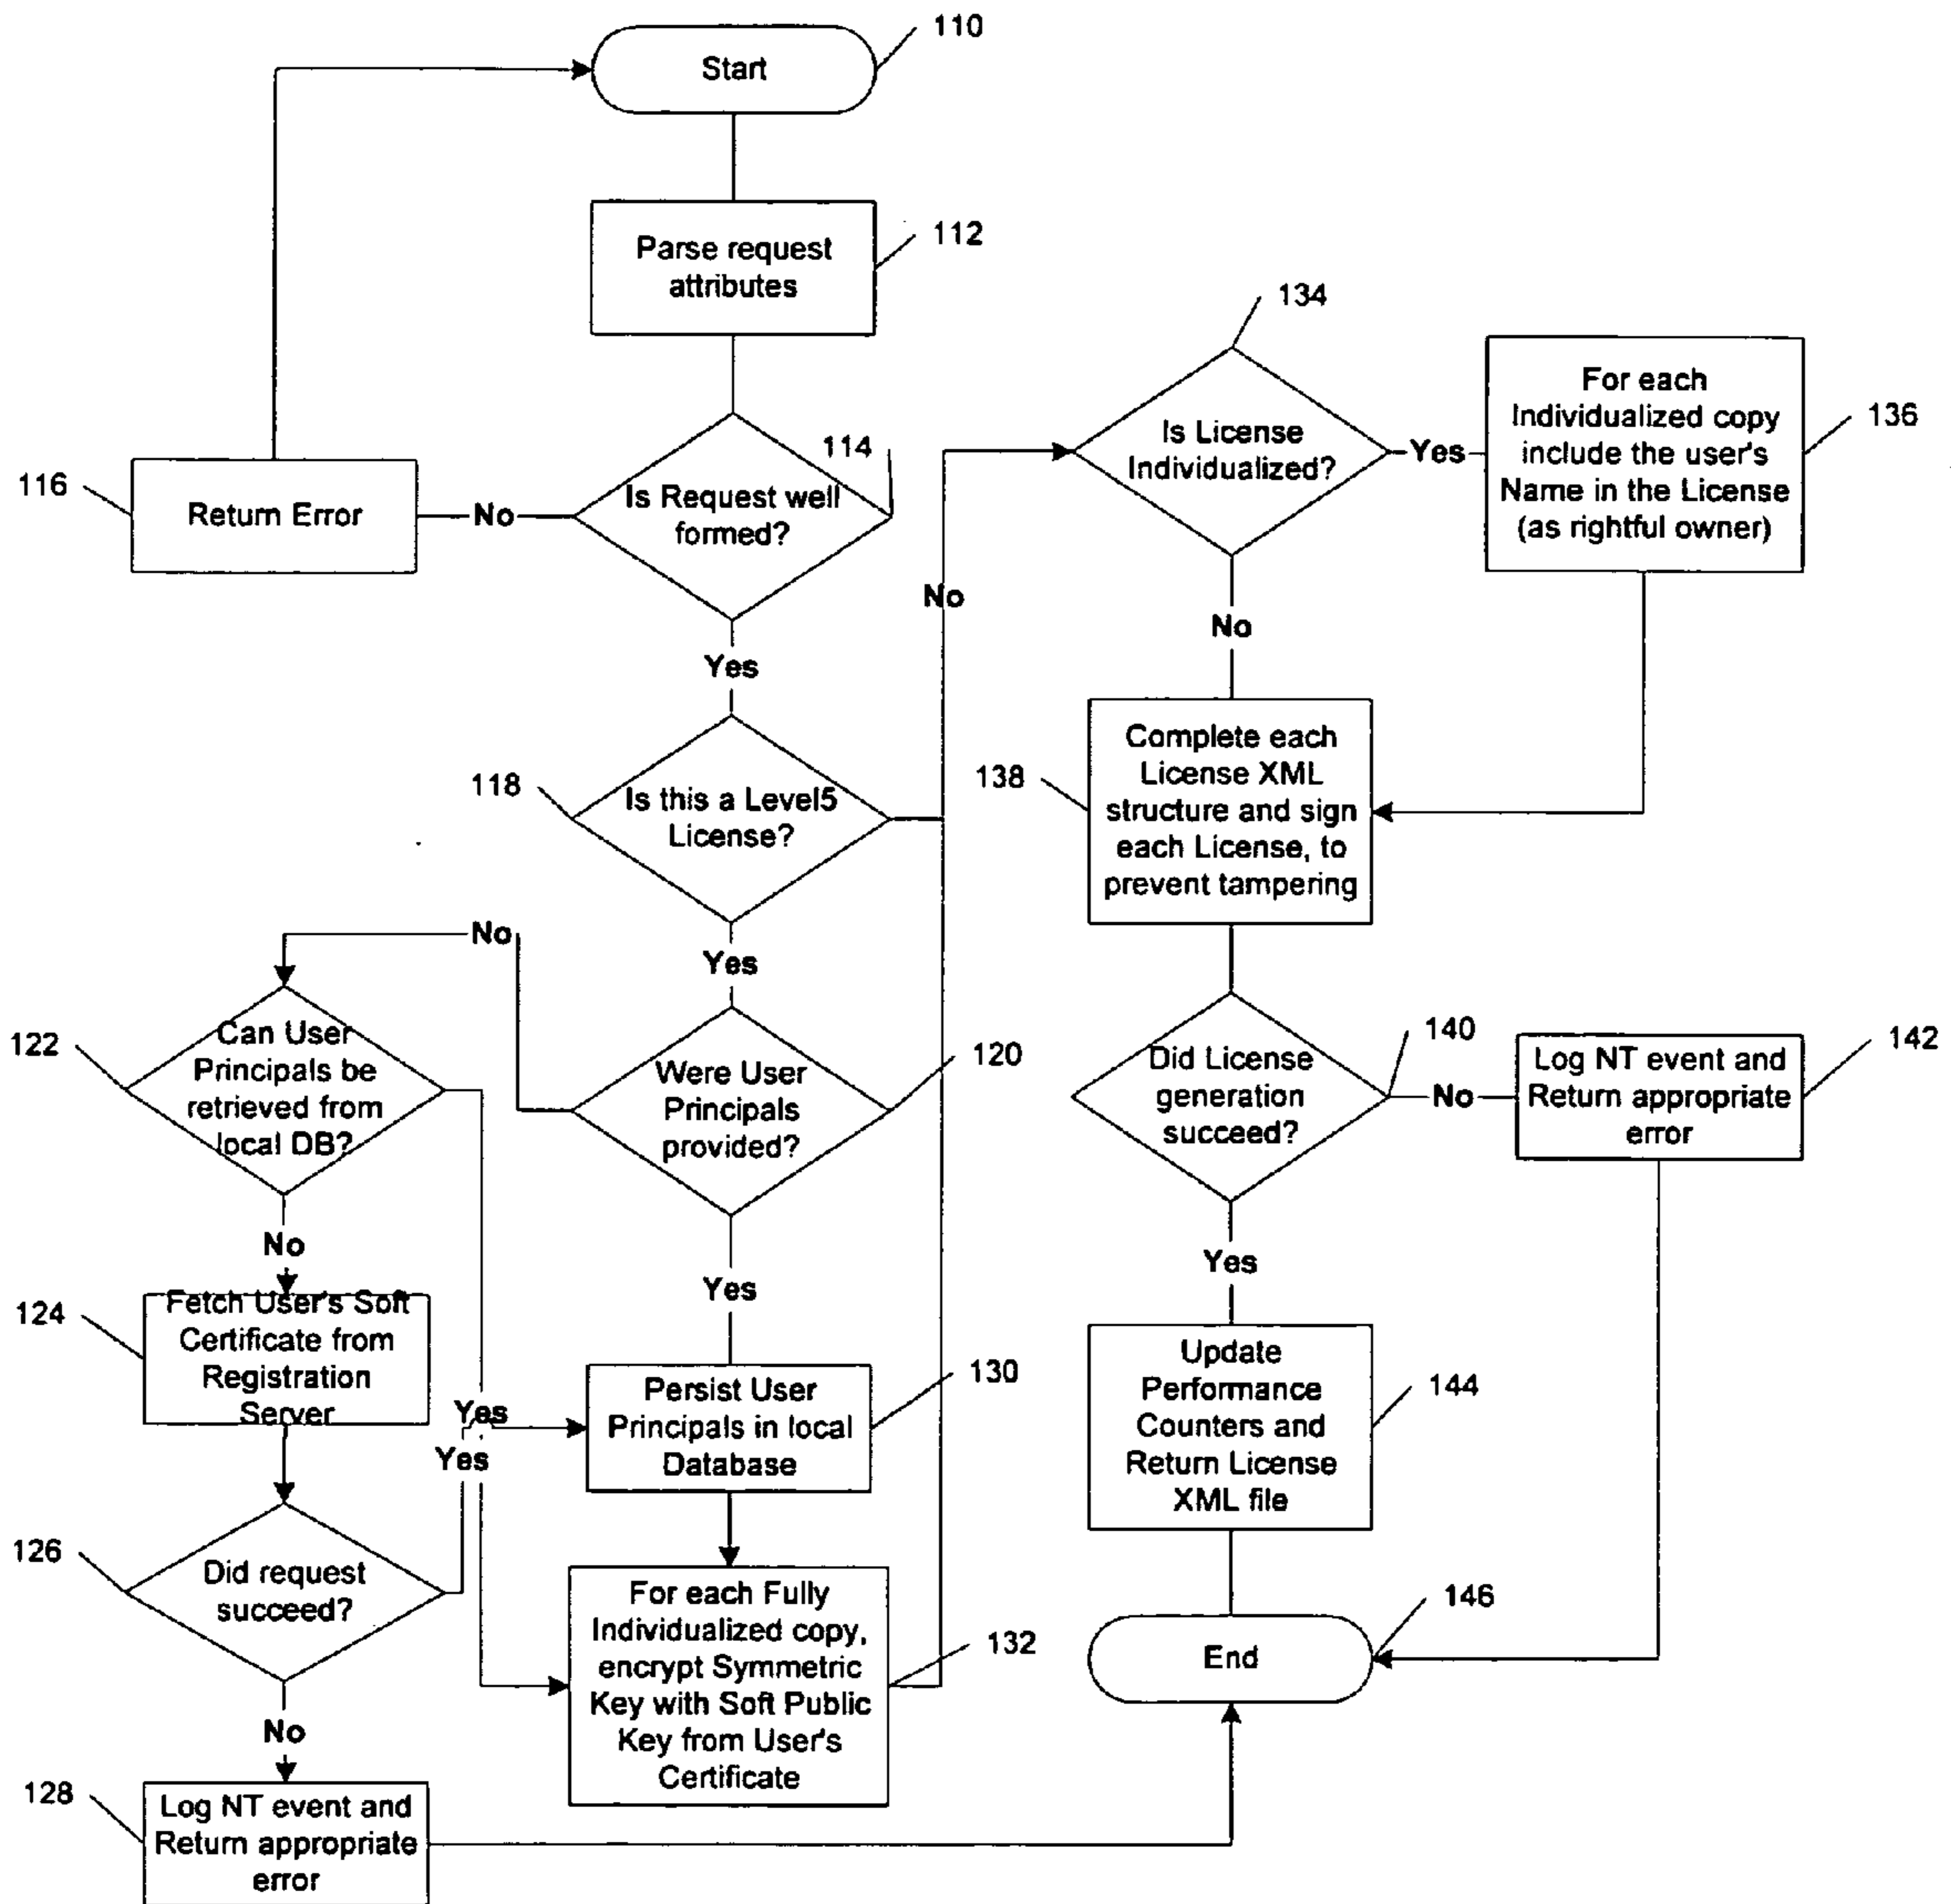 110
Start
Parse request
attributes
112
Is Request well
formed?
114
No
116
Return Error
Yes
118
Is this a Level5
License?
No
Yes
Were User
Principals
provided?
120
No
122
Can User
Principals be
retrieved from
local DB?
No
Yes
124
Fetch User's Soft
Certificate from
Registration
Server
126
Did request
succeed?
Yes
No
128
Log NT event and
Return appropriate
error
Yes
Persist User
Principals in local
Database
130
For each Fully
Individualized copy,
encrypt Symmetric
Key with Soft Public
Key from User's
Certificate
132
134
Is License
Individualized?
Yes
For each
Individualized copy
include the user's
Name in the License
(as rightful owner)
136
No
138
Complete each
License XML
structure and sign
each License, to
prevent tampering
Did License
generation
succeed?
140
No
Log NT event and
Return appropriate
error
142
Yes
Update
Performance
Counters and
Return License
XML file
144
End
146